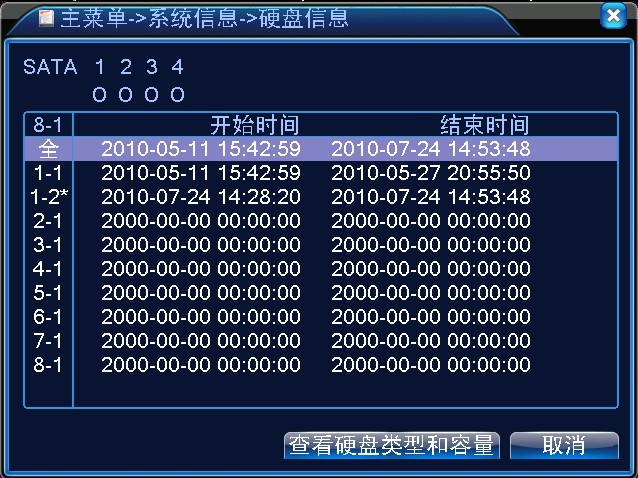 主菜单->系统信息->硬盘信息
SATA 1 2 3 4
O O O O
8-1 开始时间 结束时间
全 2010-05-11 15:42:59 2010-07-24 14:53:48
1-1 2010-05-11 15:42:59 2010-05-27 20:55:50
1-2* 2010-07-24 14:28:20 2010-07-24 14:53:48
2-1 2000-00-00 00:00:00 2000-00-00 00:00:00
3-1 2000-00-00 00:00:00 2000-00-00 00:00:00
4-1 2000-00-00 00:00:00 2000-00-00 00:00:00
5-1 2000-00-00 00:00:00 2000-00-00 00:00:00
6-1 2000-00-00 00:00:00 2000-00-00 00:00:00
7-1 2000-00-00 00:00:00 2000-00-00 00:00:00
8-1 2000-00-00 00:00:00 2000-00-00 00:00:00
查看硬盘类型和容量 取消